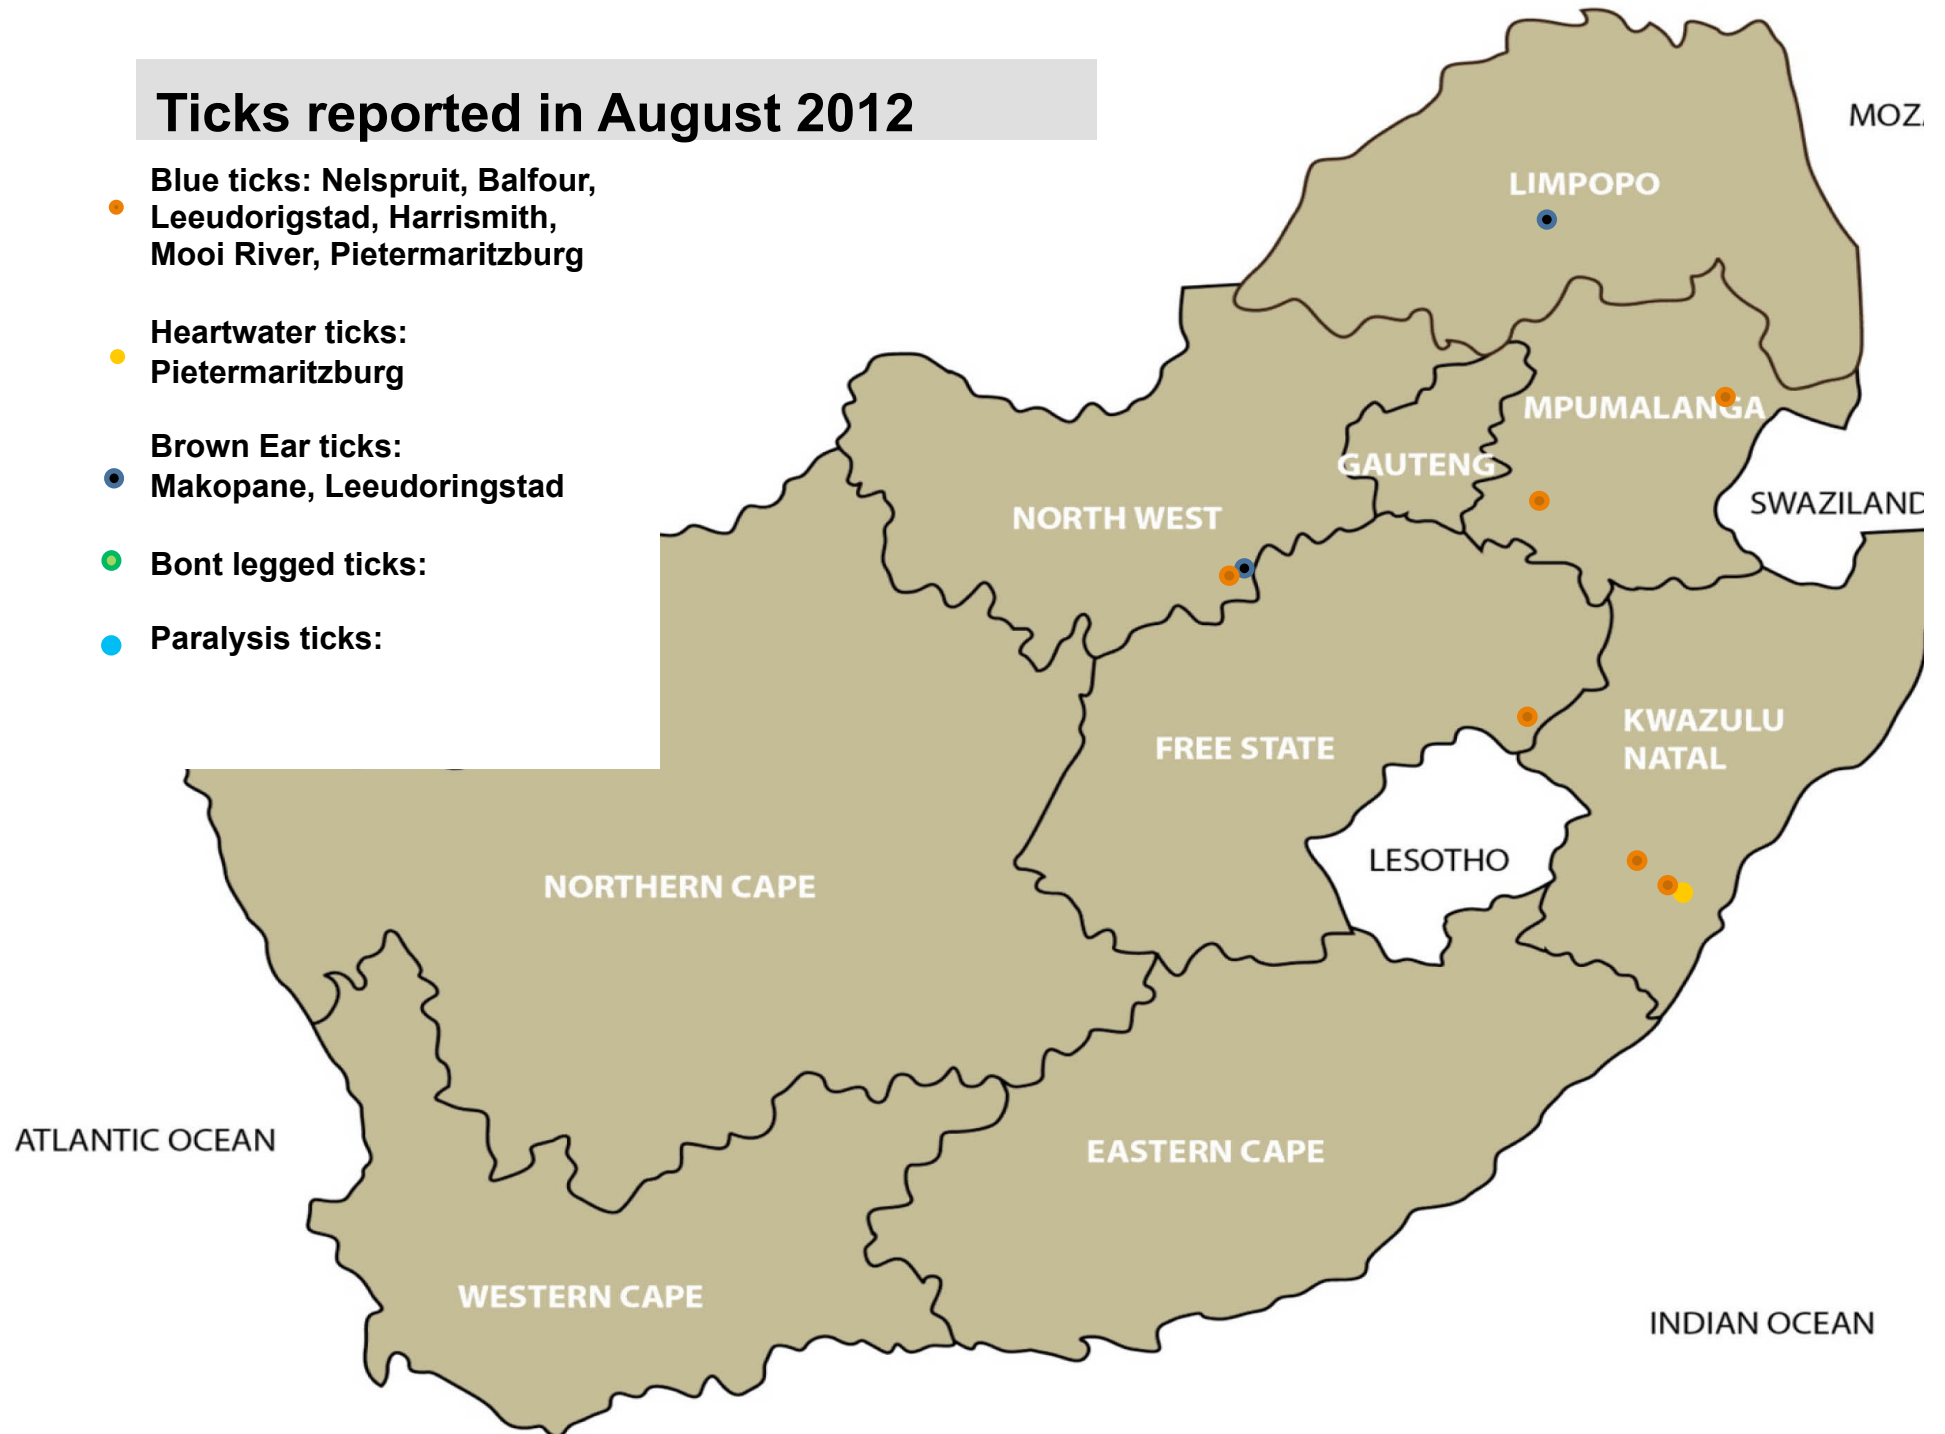 Ticks reported in August 2012
Blue ticks: Nelspruit, Balfour,
Leeudorigstad, Harrismith,
Mooi River, Pietermaritzburg
Heartwater ticks:
Pietermaritzburg
Brown Ear ticks:
Makopane, Leeudoringstad
Bont legged ticks:
Paralysis ticks:
MOZ
LIMPOPO
MPUMALANGA
GAUTENG
SWAZILAND
NORTH WEST
KWAZULU
NATAL
FREE STATE
LESOTHO
NORTHERN CAPE
ATLANTIC OCEAN
EASTERN CAPE
WESTERN CAPE
INDIAN OCEAN